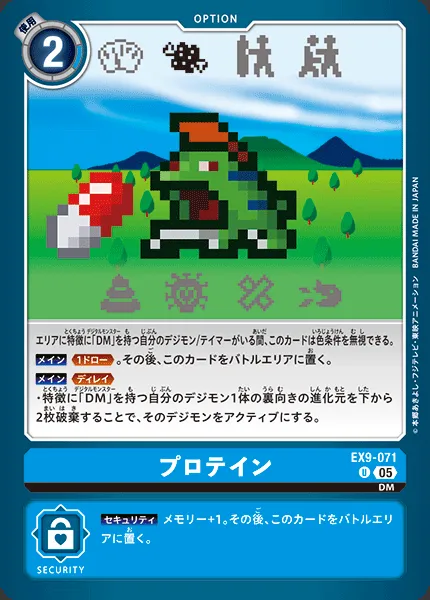 OPTION
使用
2
BANDAI MADE IN JAPAN
©本郷あきよし・フジテレビ・東映アニメーション
エリアに特徴に「DM」を持つ自分のデジモン/テイマーがいる間、このカードは色条件を無視できる。
メイン 《1ドロー》。その後、このカードをバトルエリアに置く。
メイン 《ディレイ》
・特徴に「DM」を持つ自分のデジモン1体の裏向きの進化元を下から
2枚破棄することで、そのデジモンをアクティブにする。
プロテイン
EX9-071
U 05
DM
セキュリティ メモリー+1。その後、このカードをバトルエリ
アに置く。
SECURITY